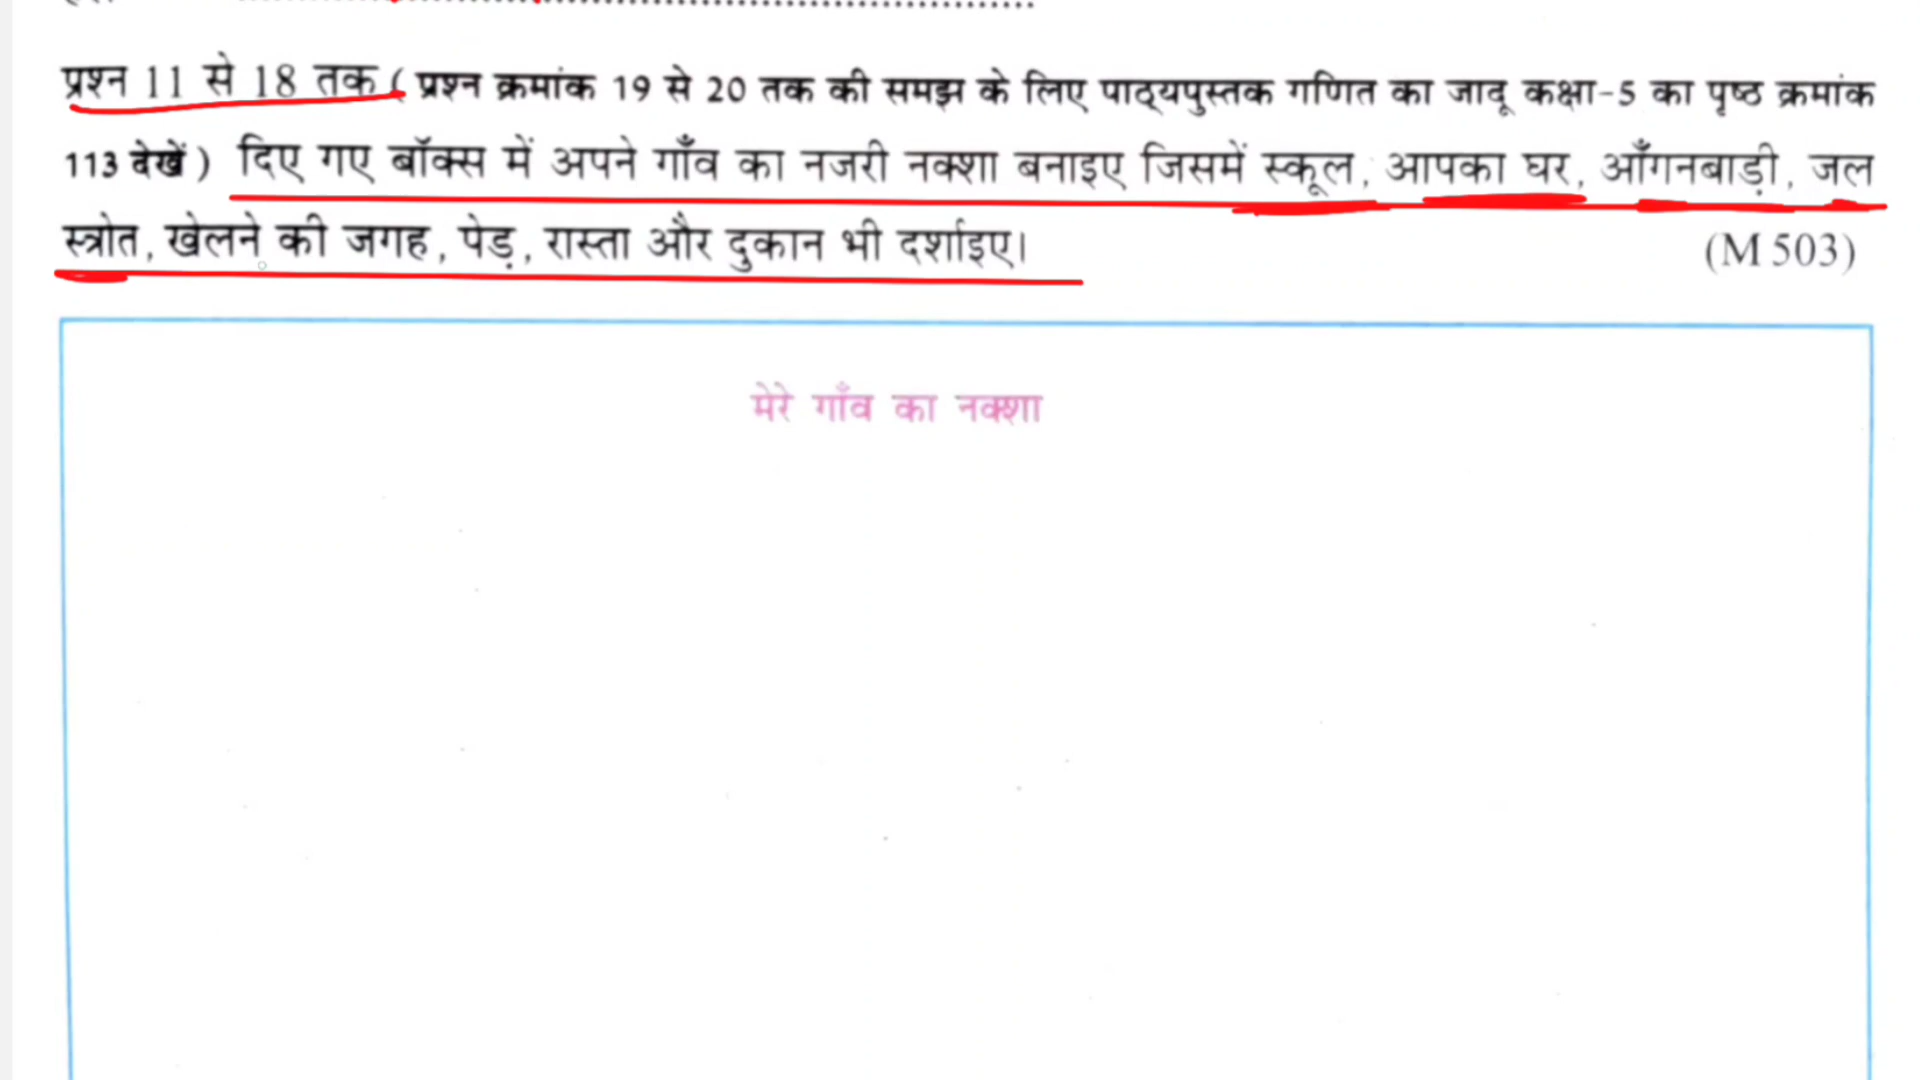 प्रश्न 11 से 18 तक ( प्रश्न क्रमांक 19 से 20 तक की समझ के लिए पाठ्यपुस्तक गणित का जादू कक्षा-5 का पृष्ठ क्रमांक
113 देखें ) दिए गए बॉक्स में अपने गाँव का नजरी नक्शा बनाइए जिसमें स्कूल, आपका घर, आँगनबाड़ी, जल
स्त्रोत, खेलने की जगह, पेड़, रास्ता और दुकान भी दर्शाइए।
(M 503)
मेरे गाँव का नक्शा